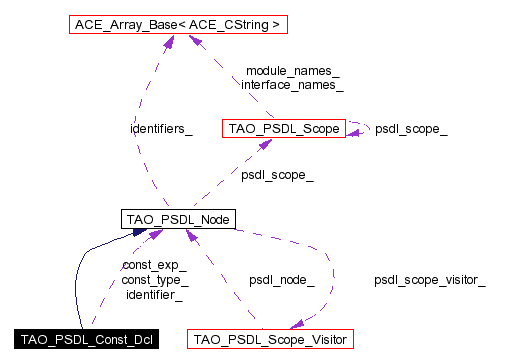 ACE_Array_Base< ACE_CString >
module_names_
interface_names_
identifiers_
TAO_PSDL_Scope
psdl_scope_
psdl_scope_
TAO_PSDL_Node
const_exp_
const_type_
identifier_
psdl_node_
psdl_scope_visitor_
TAO_PSDL_Const_Dcl
TAO_PSDL_Scope_Visitor